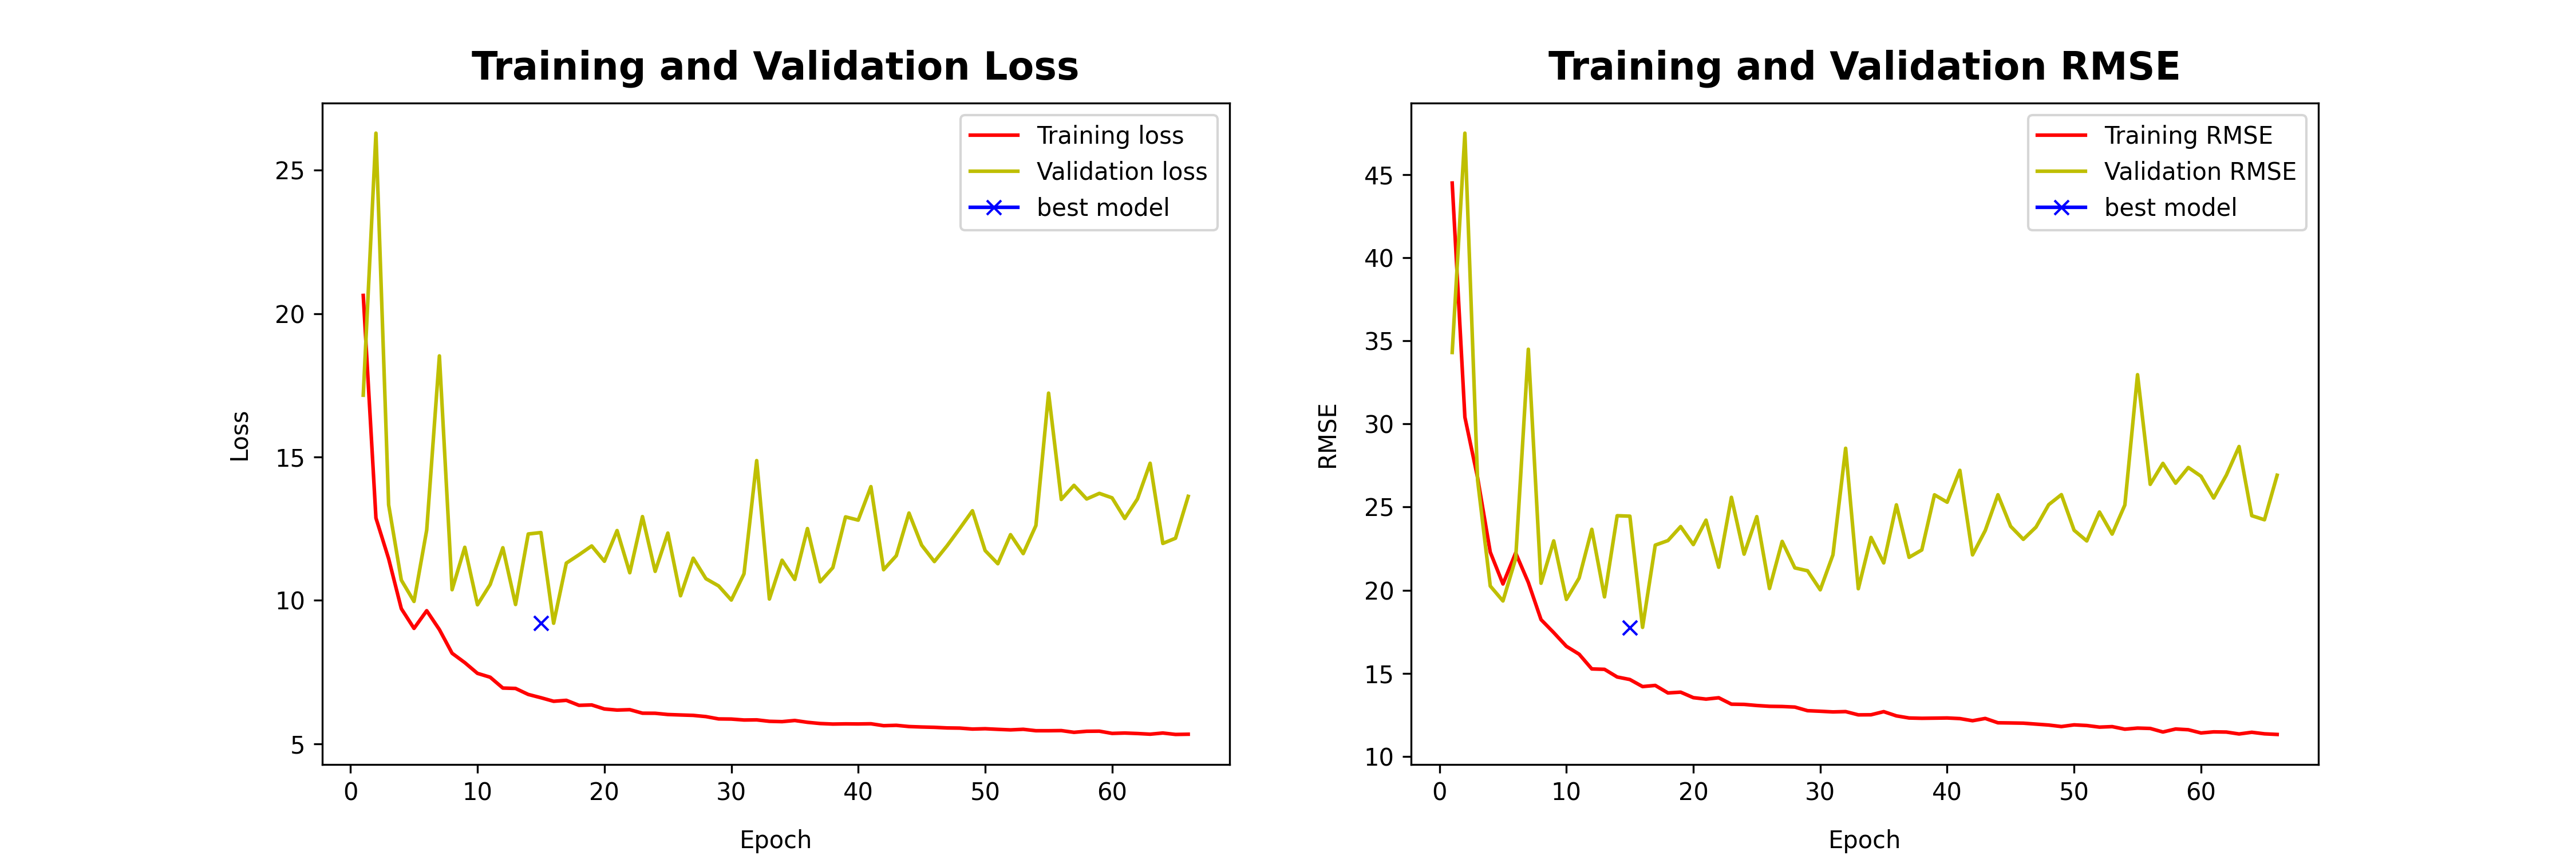 Training and Validation Loss
Training loss
Validation loss
best model
25
20
15
10
5
Loss
0 10 20 30 40 50 60
Epoch
Training and Validation RMSE
Training RMSE
Validation RMSE
best model
45
40
35
30
25
20
15
10
RMSE
0 10 20 30 40 50 60
Epoch